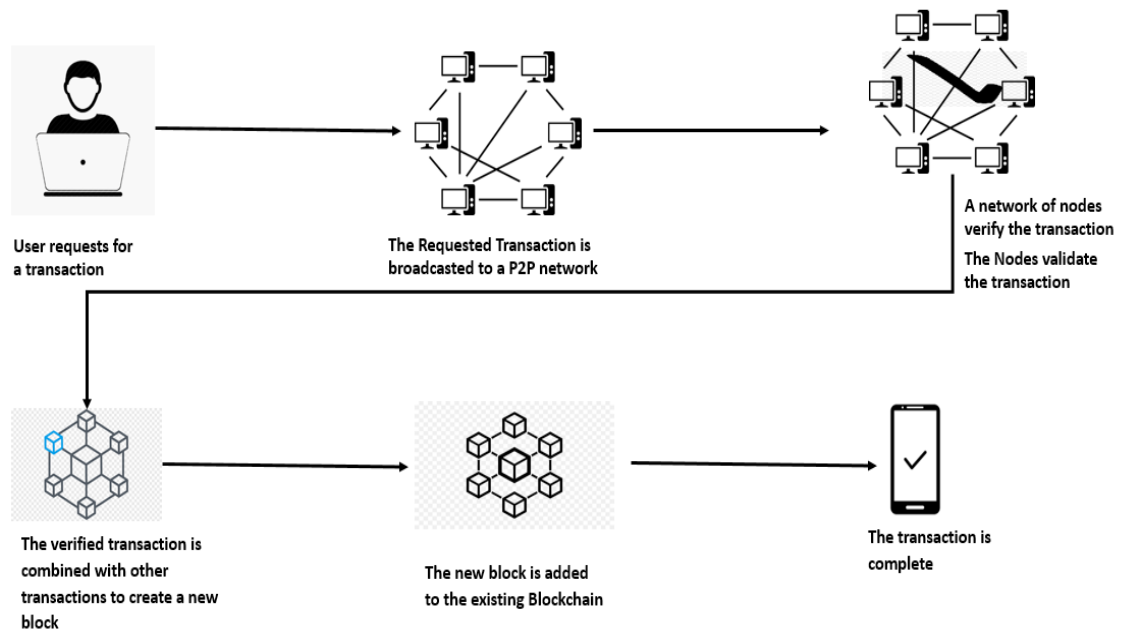 User requests for
a transaction
The Requested Transaction is
broadcasted to a P2P network
A network of nodes
verify the transaction
The Nodes validate
the transaction
The verified transaction is
combined with other
transactions to create a new
block
The new block is added
to the existing Blockchain
The transaction is
complete